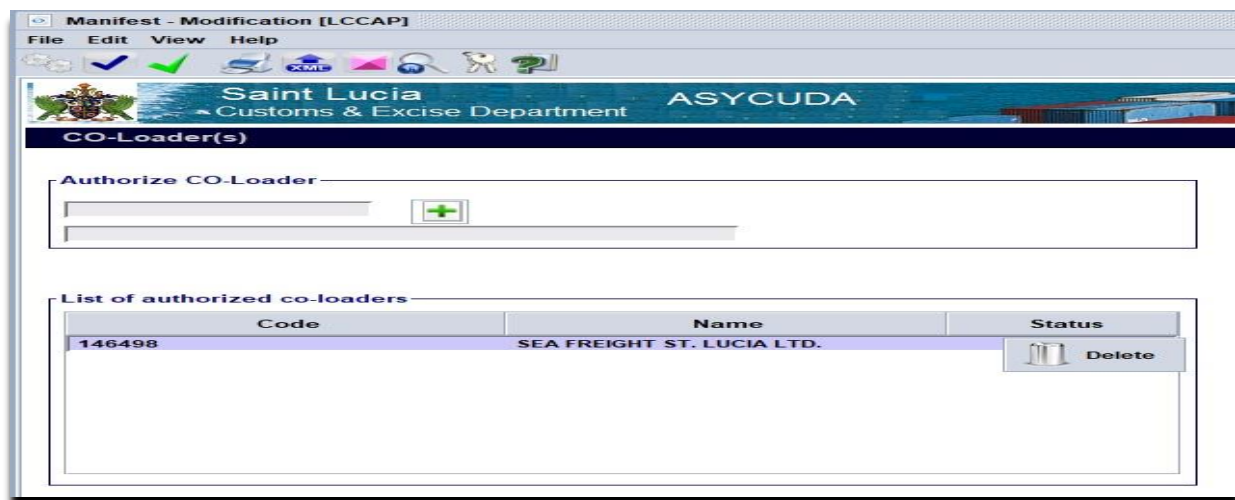 Manifest - Modification [LCCAP]
File Edit View Help
XML
Saint Lucia
Customs & Excise Department
ASYCUDA
CO-Loader(s)
Authorize CO-Loader
List of authorized co-loaders
Code Name Status
146498 SEA FREIGHT ST. LUCIA LTD.
Delete